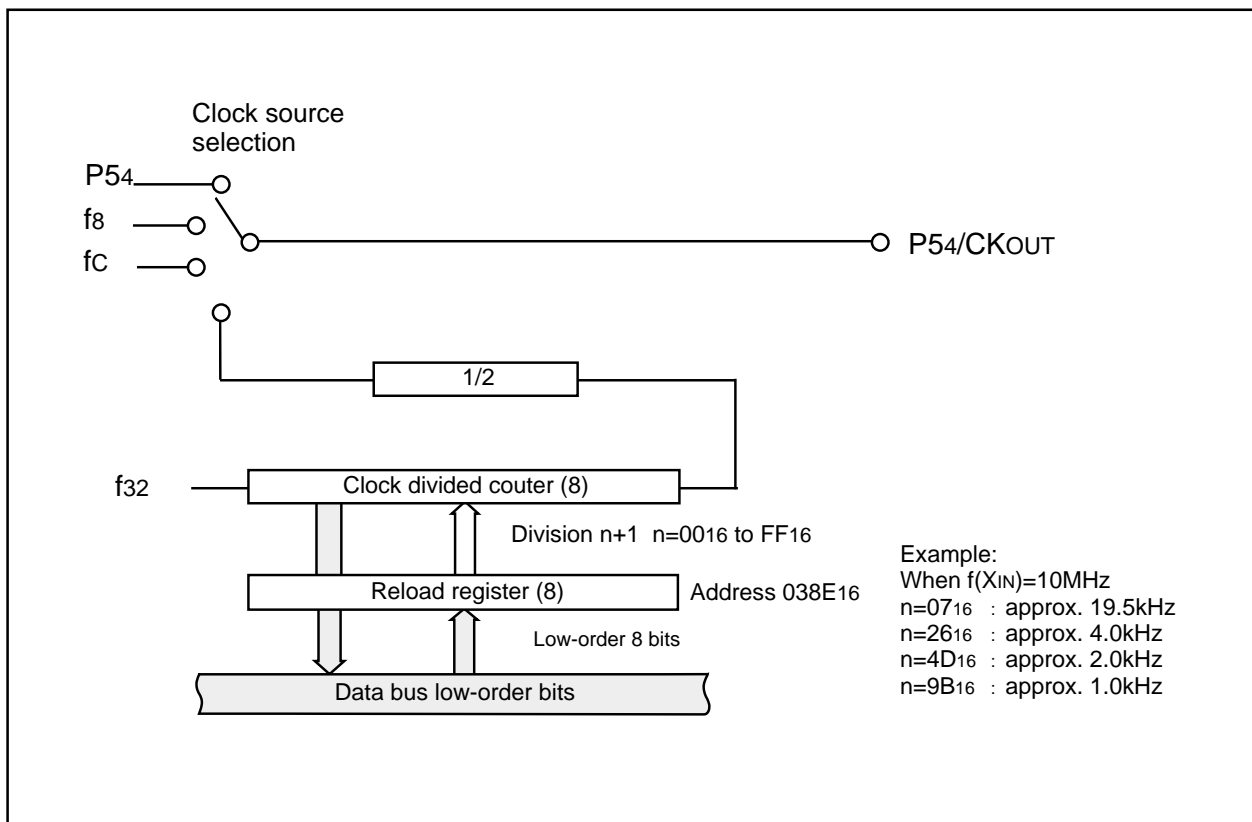 Clock source
selection
P54
f8
fC
P54/CKOUT
1/2
f32
Clock divided couter (8)
Division n+1 n=0016 to FF16
Reload register (8)
Address 038E16
Low-order 8 bits
Data bus low-order bits
Example:
When f(XIN)=10MHz
n=0716 : approx. 19.5kHz
n=2616 : approx. 4.0kHz
n=4D16 : approx. 2.0kHz
n=9B16 : approx. 1.0kHz